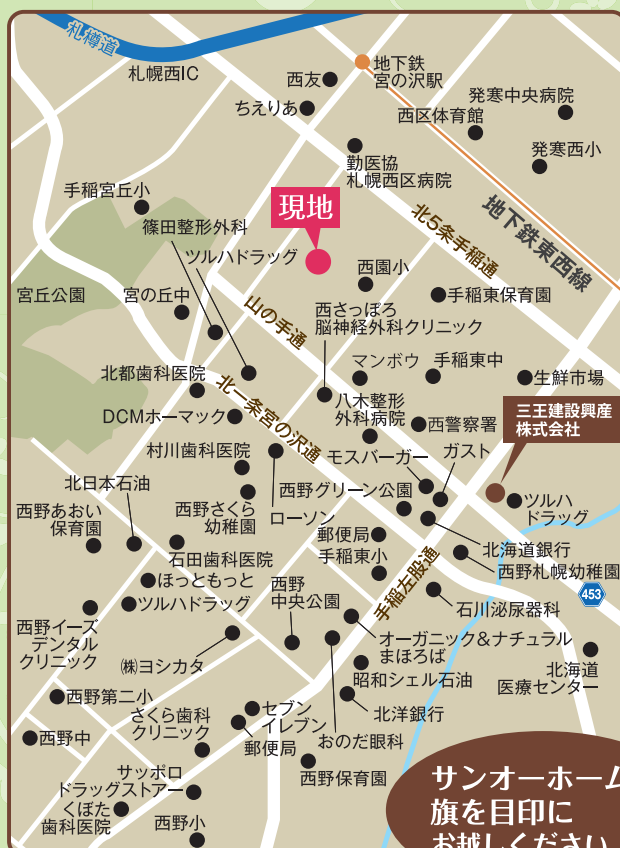 札樽道
札幌西IC
地下鉄
宮の沢駅
西友
ちえりあ
発寒中央病院
西区体育館
発寒西小
勤医協
札幌西区病院
手稲宮丘小
現地
篠田整形外科
ツルハドラッグ
北5条手稲通
地下鉄東西線
西園小
宮丘公園
宮の丘中
山の手通
西さっぽろ
脳神経外科クリニック
手稲東保育園
マンボウ
手稲東中
生鮮市場
北都歯科医院
北一条宮の沢通
DCMホーマック
八木整形
外科病院
西警察署
三王建設興産
株式会社
村川歯科医院
モスバーガー
ガスト
北日本石油
西野グリーン公園
ツルハ
ドラッグ
西野あおい
保育園
西野さくら
幼稚園
ローソン
郵便局
北海道銀行
石田歯科医院
手稲東小
西野札幌幼稚園
ほっともっと
西野
中央公園
手稲左股通
453
ツルハドラッグ
石川泌尿器科
西野イーズ
デンタル
クリニック
オーガニック&ナチュラル
まほろば
㈱ヨシカタ
昭和シェル石油
北海道
医療センター
西野第二小
北洋銀行
さくら歯科
クリニック
セブン
イレブン
西野中
郵便局
おのだ眼科
サッポロ
ドラッグストアー
西野保育園
くぼた
歯科医院
西野小
サンオーホーム
旗を目印に
お越しください